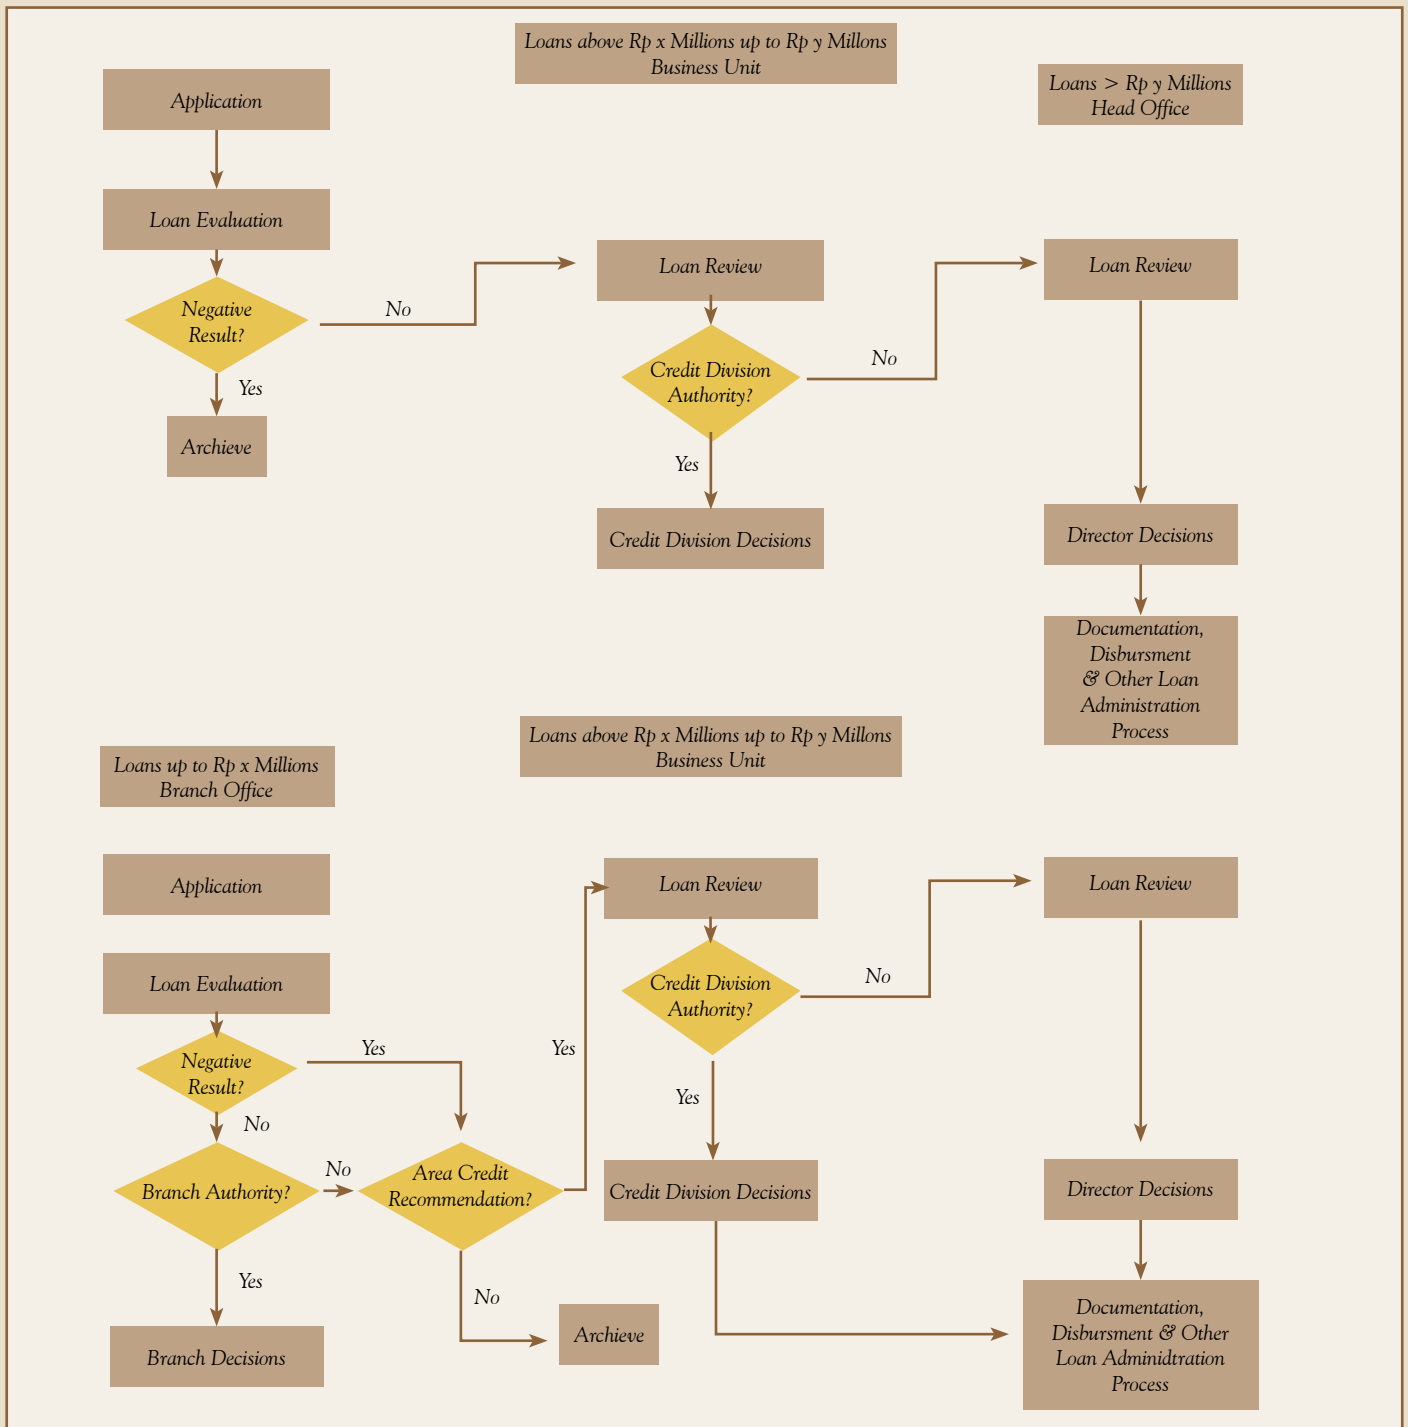 Loans above Rp x Millions up to Rp y Millons
Business Unit
Loans > Rp y Millions
Head Office
Application
Loan Evaluation
Negative
Result?
No
Yes
Archieve
Loan Review
Credit Division
Authority?
No
Yes
Credit Division Decisions
Loan Review
Director Decisions
Documentation,
Disbursment
& Other Loan
Administration
Process
Loans above Rp x Millions up to Rp y Millons
Business Unit
Loans up to Rp x Millions
Branch Office
Application
Loan Evaluation
Negative
Result?
Yes
No
Branch Authority?
No
Yes
Branch Decisions
Area Credit
Recommendation?
Yes
No
Archieve
Loan Review
Credit Division
Authority?
No
Yes
Credit Division Decisions
Loan Review
Director Decisions
Documentation,
Disbursment & Other
Loan Adminidtration
Process